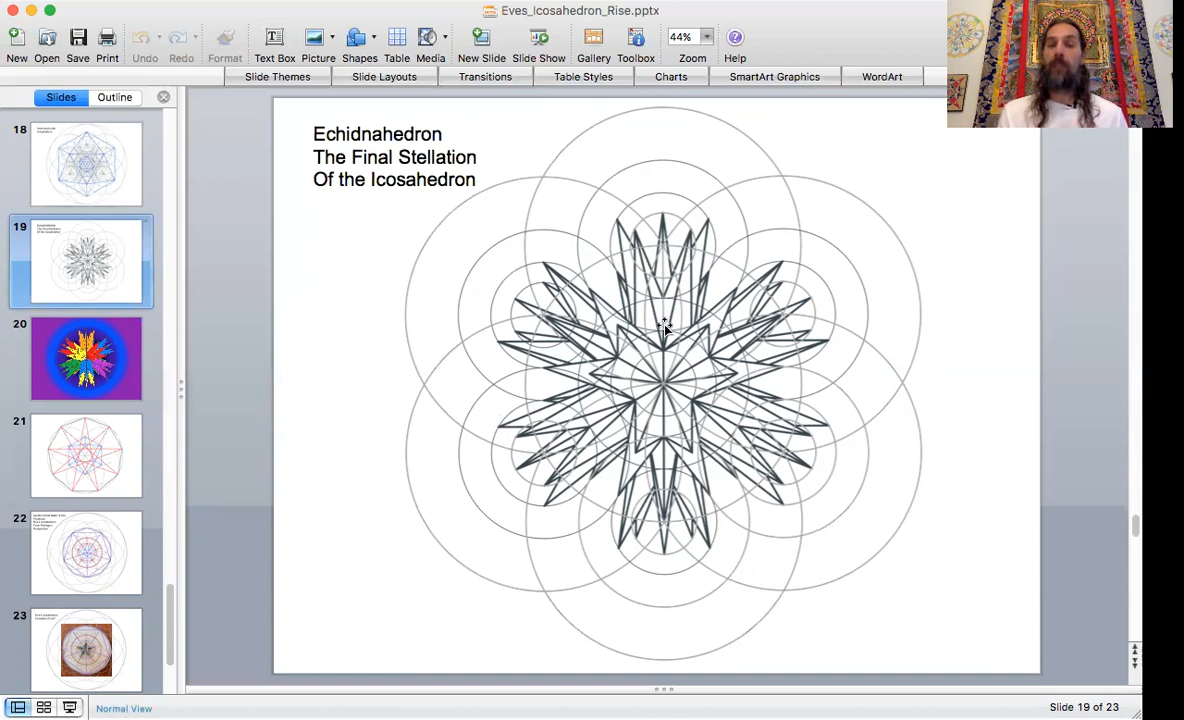 Eves_Icosahedron_Rise.pptx
New Open Save Print Undo Redo Format Text Box Picture Shapes Table Media New Slide Slide Show Gallery Toolbox Zoom Help
44%
Slide Themes Slide Layouts Transitions Table Styles Charts SmartArt Graphics WordArt
Slides Outline
18
19
20
21
22
23
Echidnahedron
The Final Stellation
Of the Icosahedron
Normal View
Slide 19 of 23